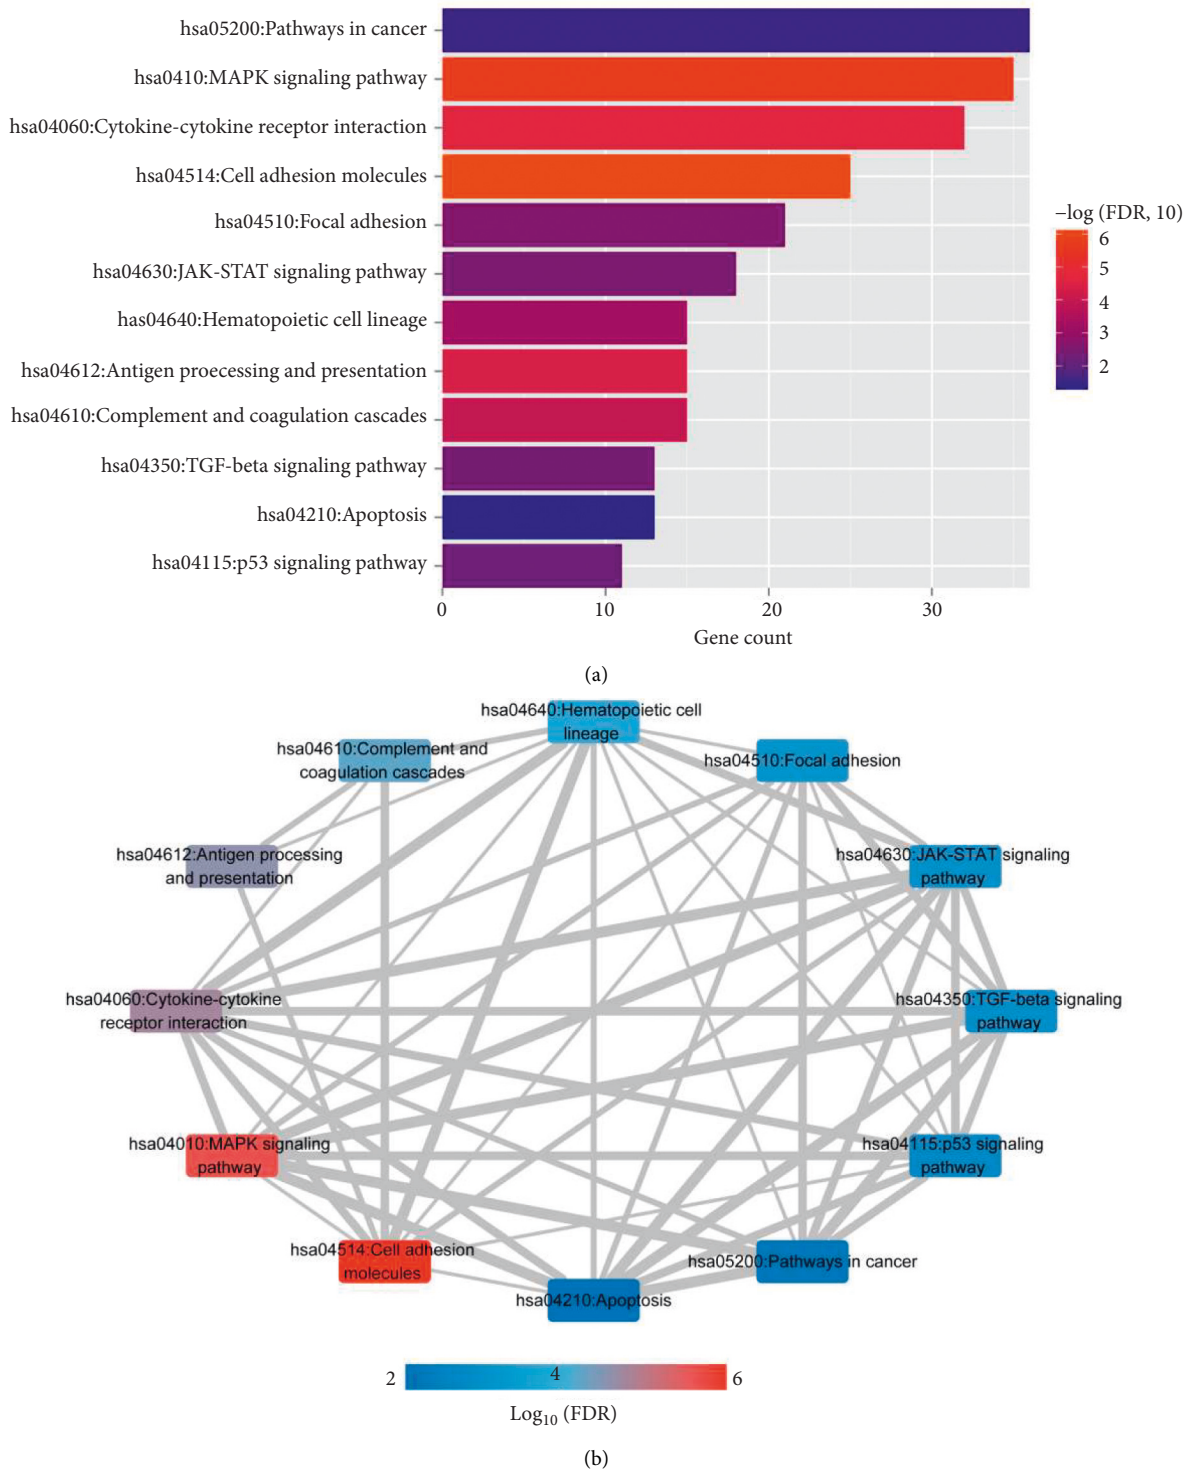 hsa05200:Pathways in cancer
hsa0410:MAPK signaling pathway
hsa04060:Cytokine-cytokine receptor interaction
hsa04514:Cell adhesion molecules
hsa04510:Focal adhesion
hsa04630:JAK-STAT signaling pathway
has04640:Hematopoietic cell lineage
hsa04612:Antigen proecessing and presentation
hsa04610:Complement and coagulation cascades
hsa04350:TGF-beta signaling pathway
hsa04210:Apoptosis
hsa04115:p53 signaling pathway
0 10 20 30
Gene count
−log (FDR, 10)
6
5
4
3
2
(a)
hsa04640:Hematopoietic cell
lineage
hsa04610:Complement and
coagulation cascades
hsa04510:Focal adhesion
hsa04612:Antigen processing
and presentation
hsa04630:JAK-STAT signaling
pathway
hsa04060:Cytokine-cytokine
receptor interaction
hsa04350:TGF-beta signaling
pathway
hsa04010:MAPK signaling
pathway
hsa04115:p53 signaling
pathway
hsa04514:Cell adhesion
molecules
hsa05200:Pathways in cancer
hsa04210:Apoptosis
2 4 6
Log10 (FDR)
(b)